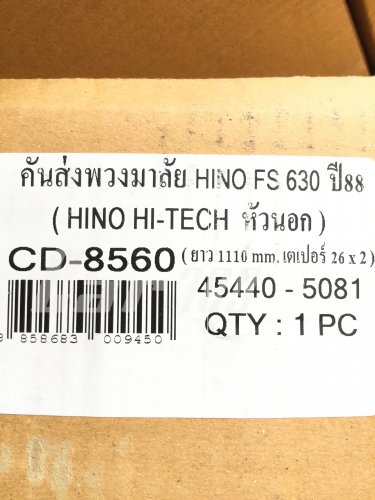 คันส่งพวงมาลัย HINO FS 630 ปี88
( HINO HI-TECH หัวนอก )
CD-8560 ( ยาว 1110 mm. เตเปอร์ 26 x 2 )
45440 - 5081
QTY : 1 PC
8 858683 009450